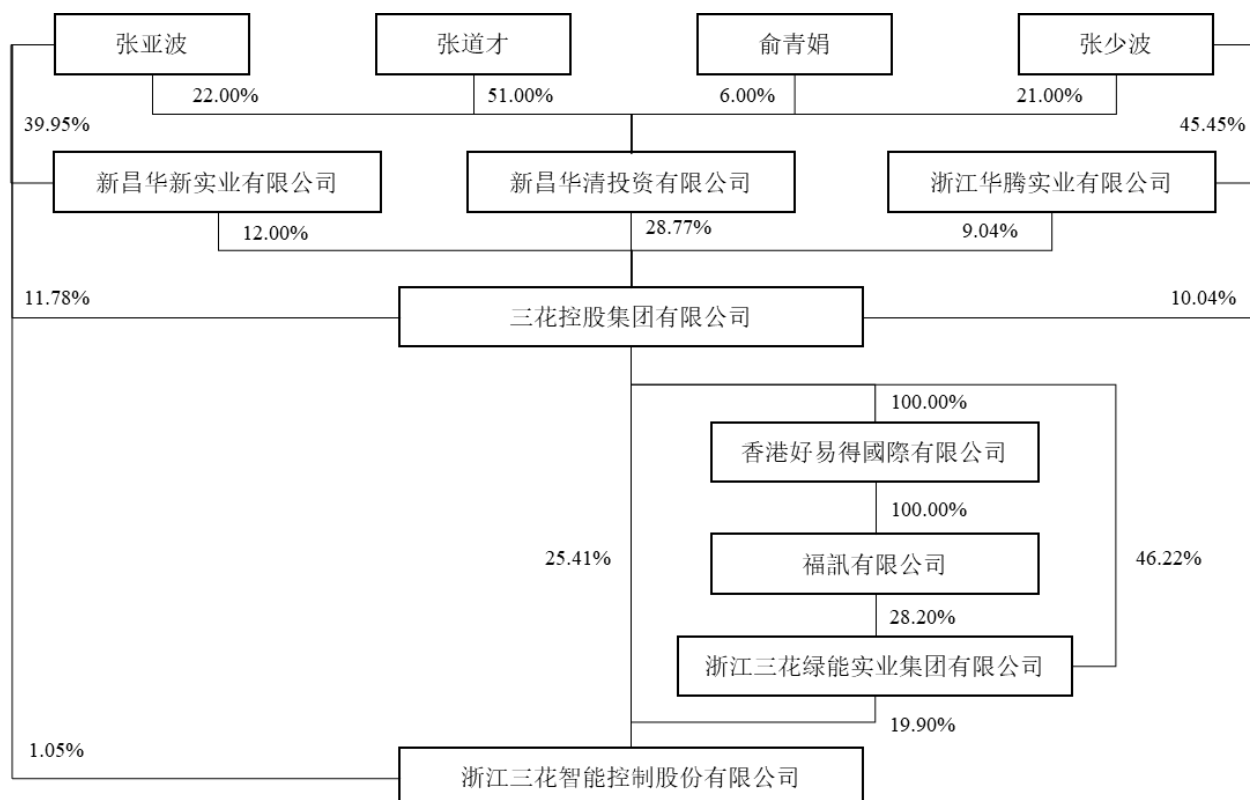 张亚波
张道才
俞青娟
张少波
22.00%
51.00%
6.00%
21.00%
39.95%
45.45%
新昌华新实业有限公司
新昌华清投资有限公司
浙江华腾实业有限公司
12.00%
28.77%
9.04%
11.78%
三花控股集团有限公司
10.04%
100.00%
香港好易得國際有限公司
100.00%
25.41%
福訊有限公司
46.22%
28.20%
浙江三花绿能实业集团有限公司
19.90%
1.05%
浙江三花智能控制股份有限公司